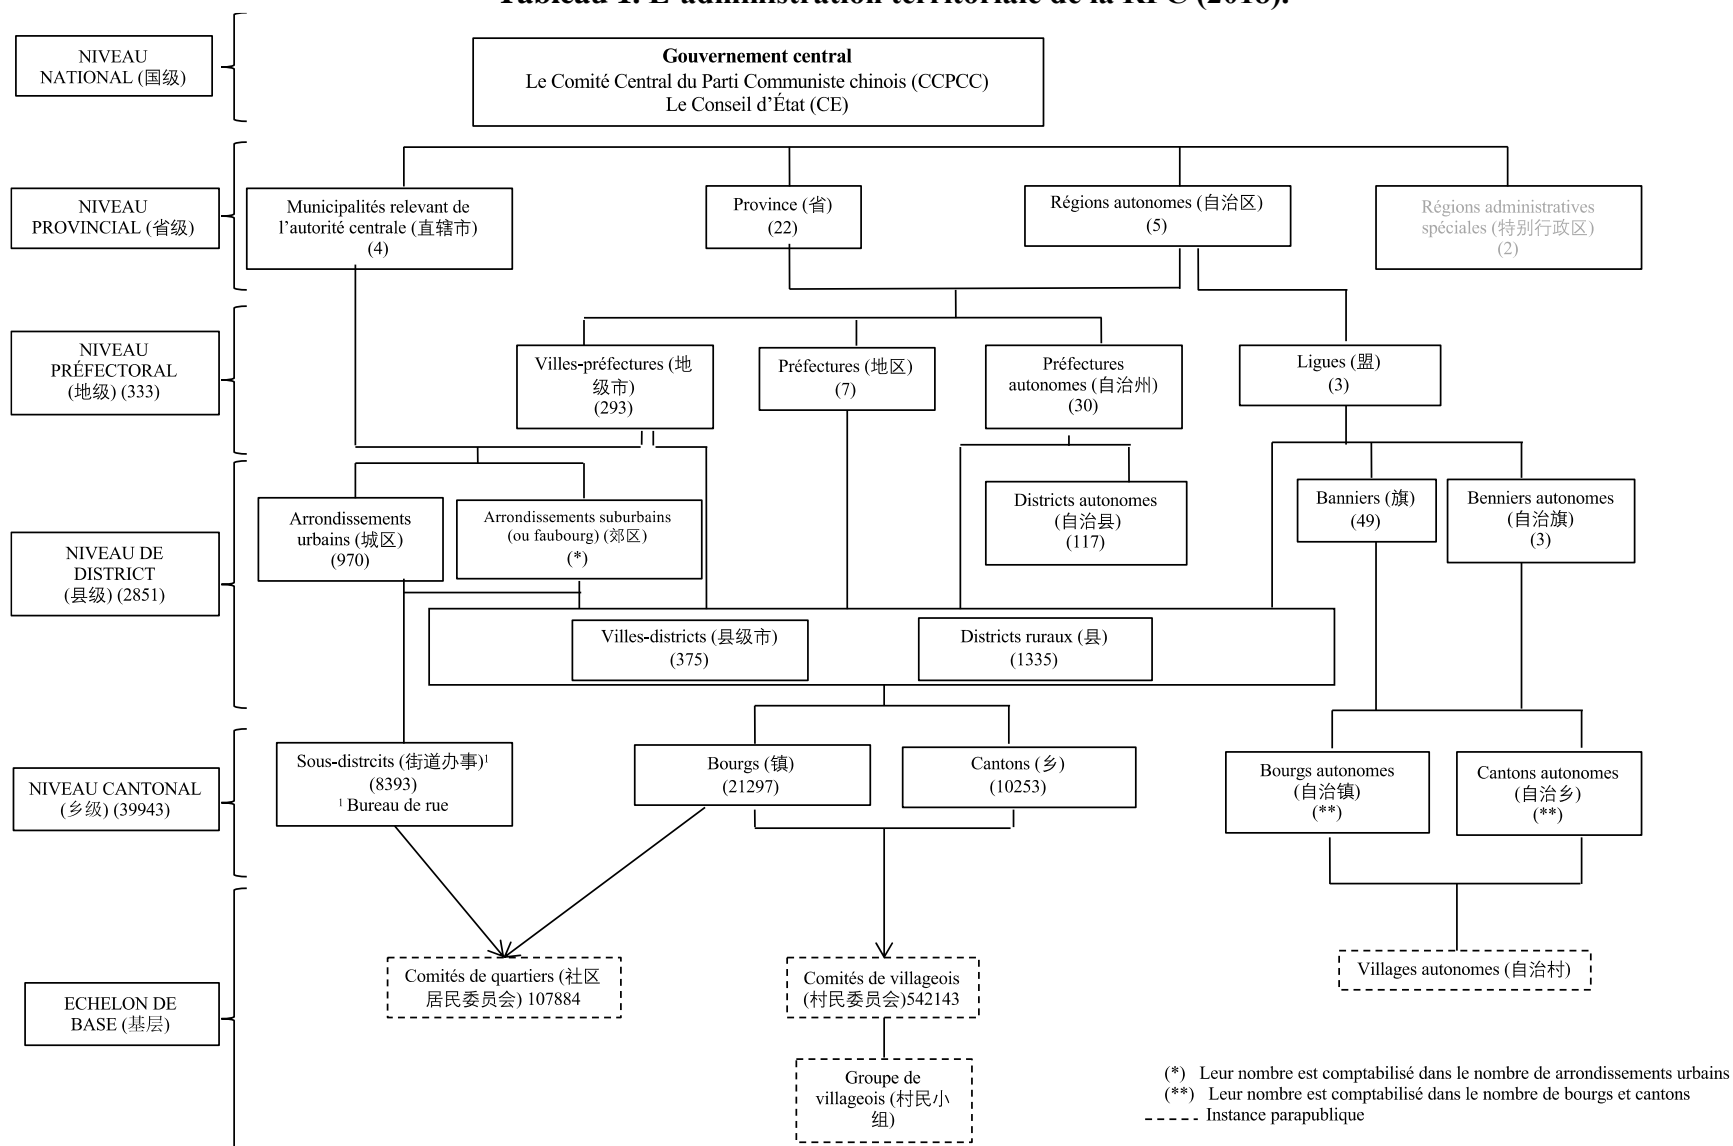 Tableau 1. L'administration territoriale de la RPC (2018).
NIVEAU
NATIONAL (国级)
Gouvernement central
Le Comité Central du Parti Communiste chinois (CCPCC)
Le Conseil d'État (CE)
NIVEAU
PROVINCIAL (省级)
Municipalités relevant de
l'autorité centrale (直辖市)
(4)
Province (省)
(22)
Régions autonomes (自治区)
(5)
Régions administratives
spéciales (特别行政区)
(2)
NIVEAU
PRÉFECTORAL
(地级) (333)
Villes-préfectures (地
级市)
(293)
Préfectures (地区)
(7)
Préfectures
autonomes (自治州)
(30)
Ligues (盟)
(3)
NIVEAU DE
DISTRICT
(县级) (2851)
Arrondissements
urbains (城区)
(970)
Arrondissements suburbains
(ou faubourg) (郊区)
(*)
Districts autonomes
(自治县)
(117)
Banniers (旗)
(49)
Benniers autonomes
(自治旗)
(3)
Villes-districts (县级市)
(375)
Districts ruraux (县)
(1335)
NIVEAU CANTONAL
(乡级) (39943)
Sous-distrcits (街道办事)¹
(8393)
¹ Bureau de rue
Bourgs (镇)
(21297)
Cantons (乡)
(10253)
Bourgs autonomes
(自治镇)
(**)
Cantons autonomes
(自治乡)
(**)
ECHELON DE
BASE (基层)
Comités de quartiers (社区
居民委员会) 107884
Comités de villageois
(村民委员会)542143
Villages autonomes (自治村)
Groupe de
villageois (村民小
组)
(*) Leur nombre est comptabilisé dans le nombre de arrondissements urbains
(**) Leur nombre est comptabilisé dans le nombre de bourgs et cantons
Instance parapublique